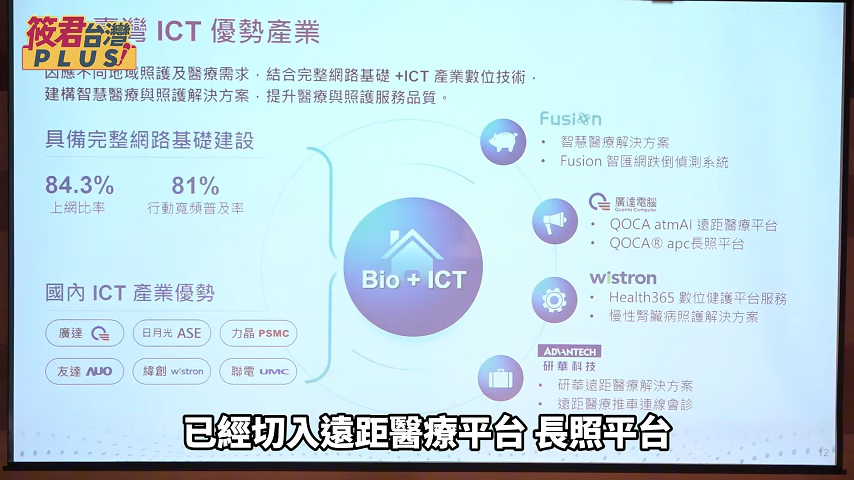 筱君台灣
PLUS!
臺灣 ICT 優勢產業
因應不同地域照護及醫療需求，結合完整網路基礎 +ICT 產業數位技術，
建構智慧醫療與照護解決方案，提升醫療與照護服務品質。
具備完整網路基礎建設
84.3% 81%
上網比率 行動寬頻普及率
國內 ICT 產業優勢
廣達 日月光 ASE 力晶 PSMC
友達 AUO 緯創 wistron 聯電 UMC
Bio + ICT
Fusion
• 智慧醫療解決方案
• Fusion 智匯網跌倒偵測系統
廣達電腦
Quanta Computer
• QOCA atmAI 遠距醫療平台
• QOCA® apc長照平台
wistron
• Health365 數位健護平台服務
• 慢性腎臟病照護解決方案
ADVANTECH
研華科技
• 研華遠距醫療解決方案
• 遠距醫療推車連線會診
已經切入遠距醫療平台 長照平台
12